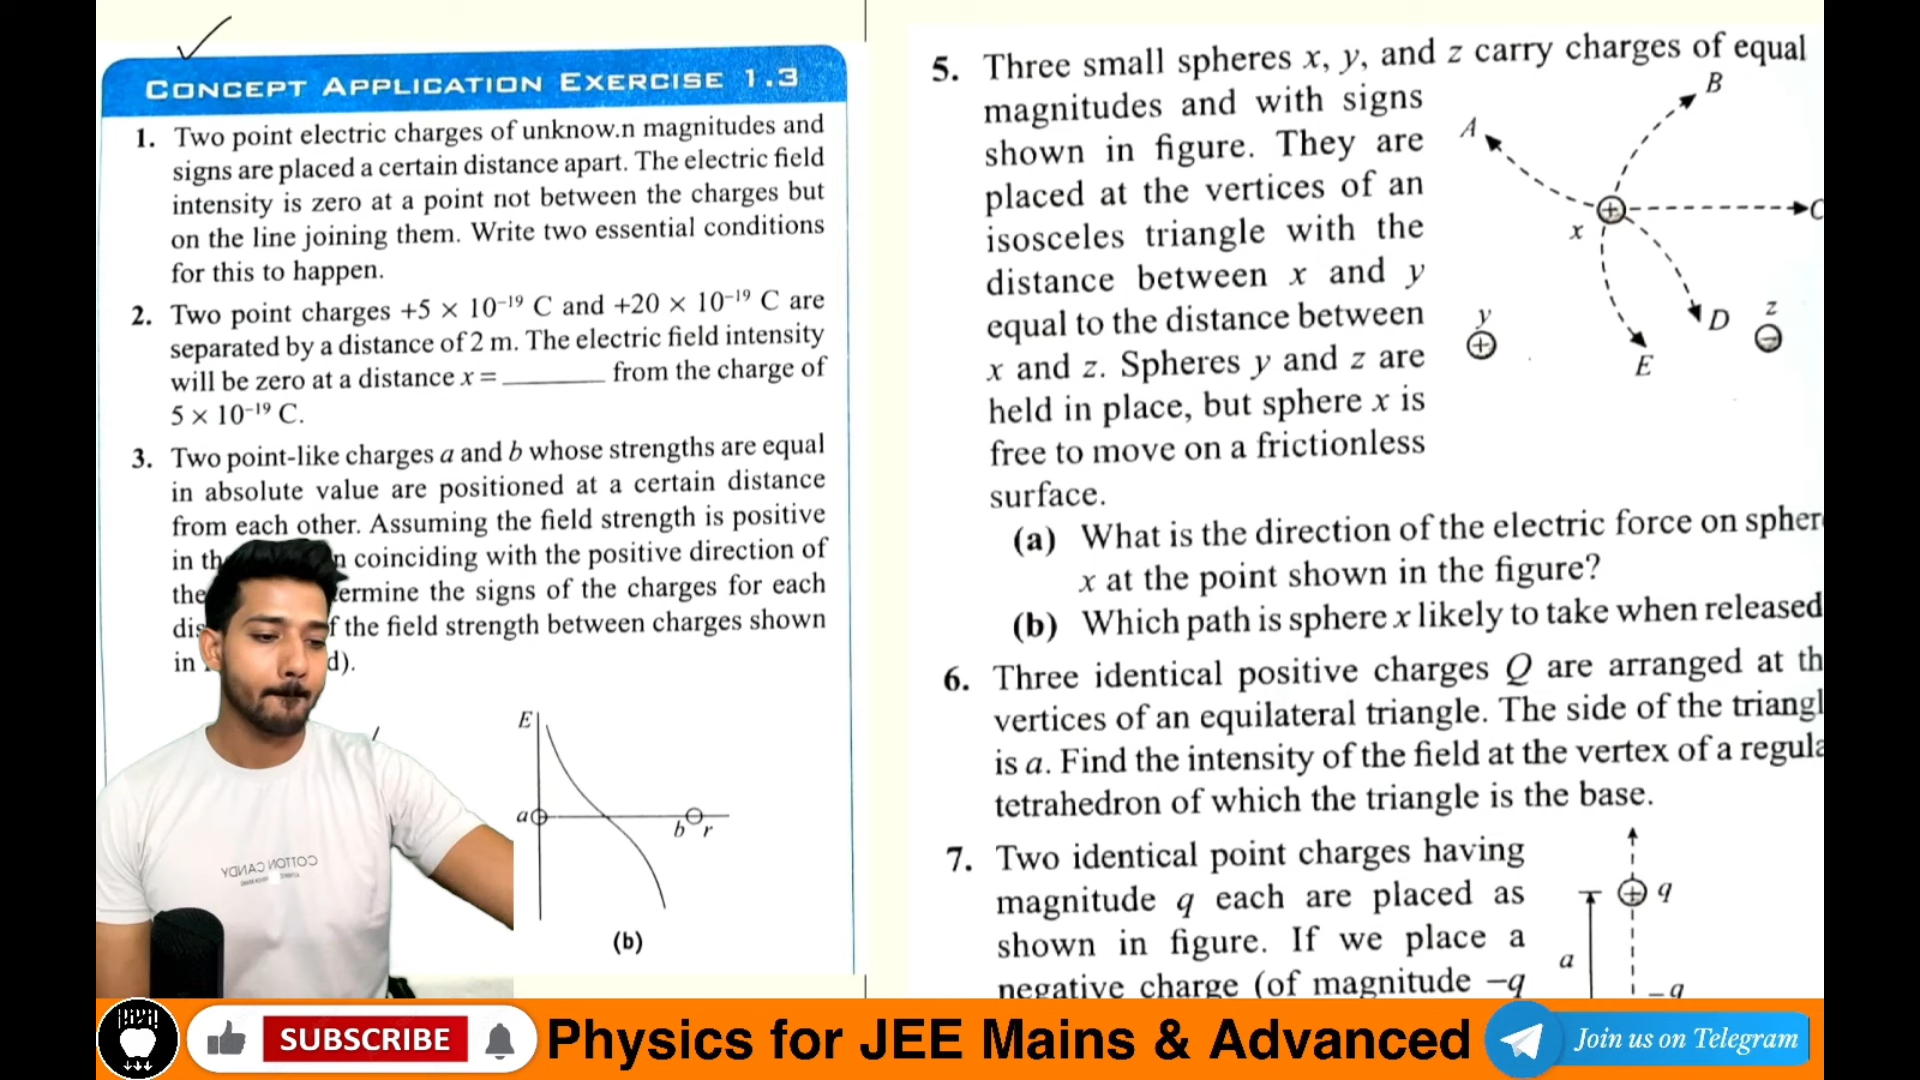 CONCEPT APPLICATION EXERCISE 1.3
1. Two point electric charges of unknow.n magnitudes and
signs are placed a certain distance apart. The electric field
intensity is zero at a point not between the charges but
on the line joining them. Write two essential conditions
for this to happen.
2. Two point charges +5 × 10⁻¹⁹ C and +20 × 10⁻¹⁹ C are
separated by a distance of 2 m. The electric field intensity
will be zero at a distance x = ________ from the charge of
5 × 10⁻¹⁹ C.
3. Two point-like charges a and b whose strengths are equal
in absolute value are positioned at a certain distance
from each other. Assuming the field strength is positive
in coinciding with the positive direction of
the signs of the charges for each
the field strength between charges shown
in d).
E
a
b r
(b)
COTTON CANDY
5. Three small spheres x, y, and z carry charges of equal
magnitudes and with signs
shown in figure. They are
placed at the vertices of an
isosceles triangle with the
distance between x and y
equal to the distance between
x and z. Spheres y and z are
held in place, but sphere x is
free to move on a frictionless
surface.
B
A
C
x
y
z
D
E
(a) What is the direction of the electric force on spher
x at the point shown in the figure?
(b) Which path is sphere x likely to take when released
6. Three identical positive charges Q are arranged at th
vertices of an equilateral triangle. The side of the triangl
is a. Find the intensity of the field at the vertex of a regula
tetrahedron of which the triangle is the base.
7. Two identical point charges having
magnitude q each are placed as
shown in figure. If we place a
negative charge (of magnitude −q
q
a
−q
SUBSCRIBE
Physics for JEE Mains & Advanced
Join us on Telegram